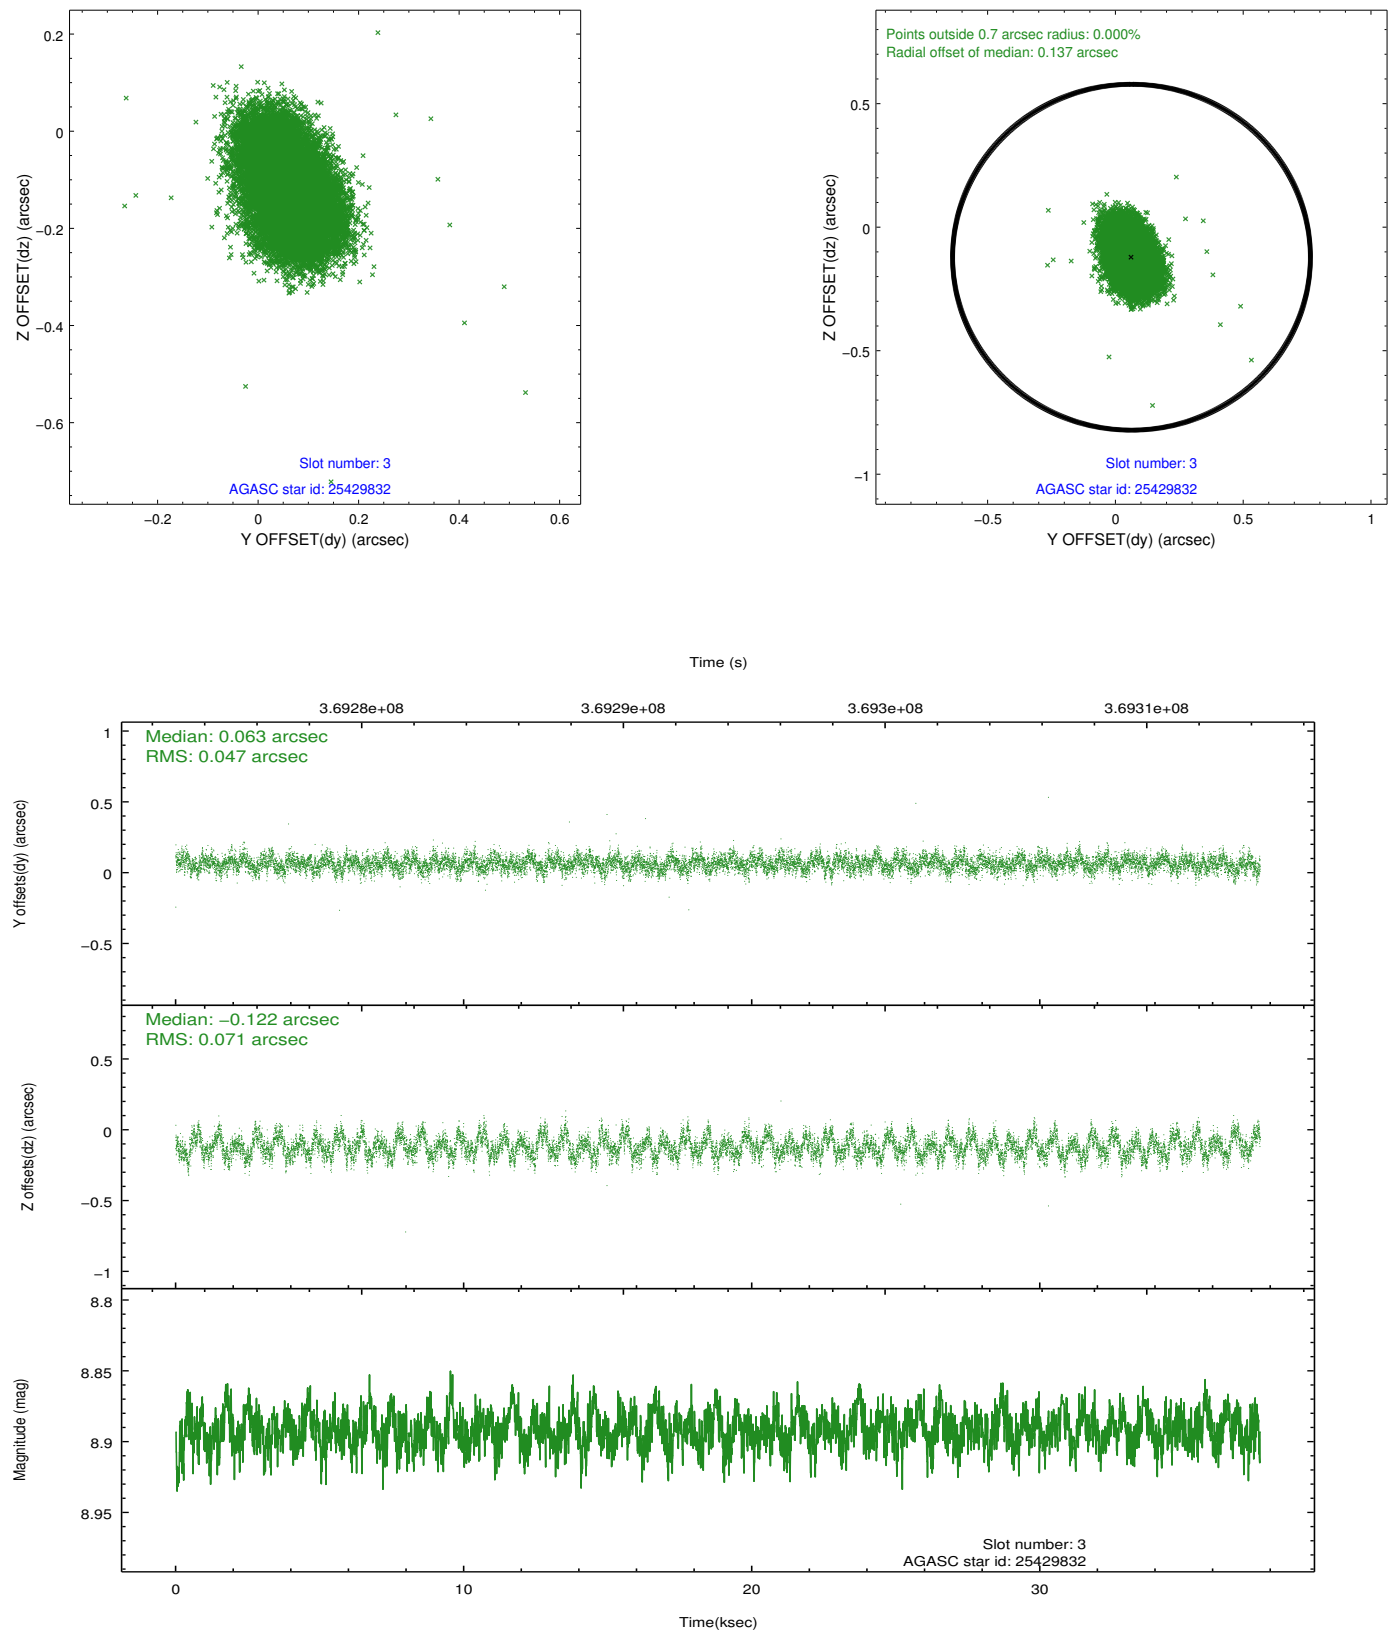 0.2
0
−0.2
−0.4
−0.6
−0.2
0
0.2
0.4
0.6
Z OFFSET(dz) (arcsec)
Y OFFSET(dy) (arcsec)
Slot number: 3
AGASC star id: 25429832
Points outside 0.7 arcsec radius: 0.000%
Radial offset of median: 0.137 arcsec
0.5
0
−0.5
−1
−0.5
0
0.5
1
Z OFFSET(dz) (arcsec)
Y OFFSET(dy) (arcsec)
Slot number: 3
AGASC star id: 25429832
Time (s)
3.6928e+08
3.6929e+08
3.693e+08
3.6931e+08
Median: 0.063 arcsec
RMS: 0.047 arcsec
1
0.5
0
−0.5
Y offsets(dy) (arcsec)
Median: −0.122 arcsec
RMS: 0.071 arcsec
0.5
0
−0.5
−1
Z offsets(dz) (arcsec)
8.8
8.85
8.9
8.95
Magnitude (mag)
Slot number: 3
AGASC star id: 25429832
0
10
20
30
Time(ksec)